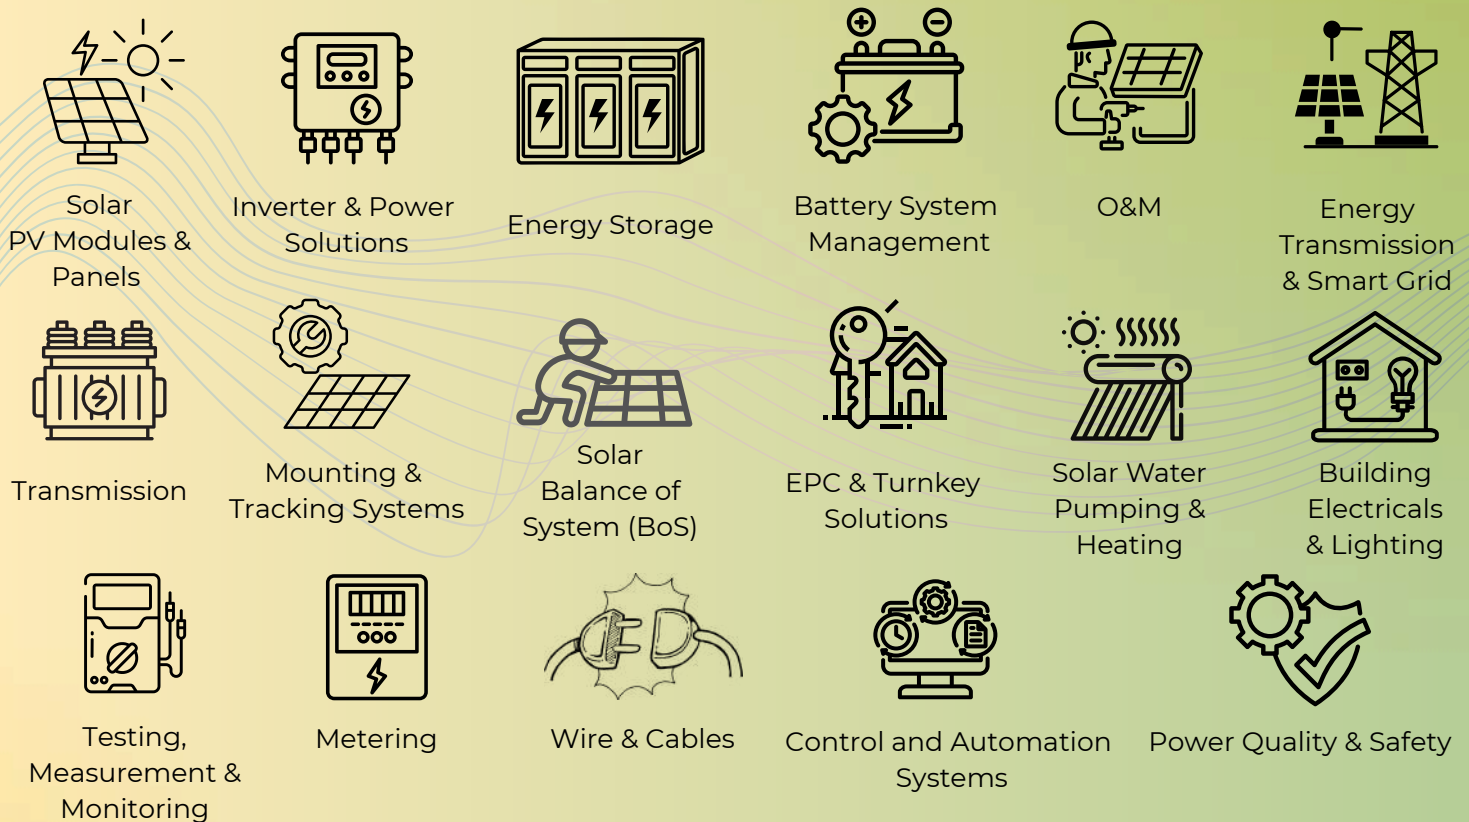 Solar
PV Modules &
Panels
Inverter & Power
Solutions
Energy Storage
Battery System
Management
O&M
Energy
Transmission
& Smart Grid
Transmission
Mounting &
Tracking Systems
Solar
Balance of
System (BoS)
EPC & Turnkey
Solutions
Solar Water
Pumping &
Heating
Building
Electricals
& Lighting
Testing,
Measurement &
Monitoring
Metering
Wire & Cables
Control and Automation
Systems
Power Quality & Safety